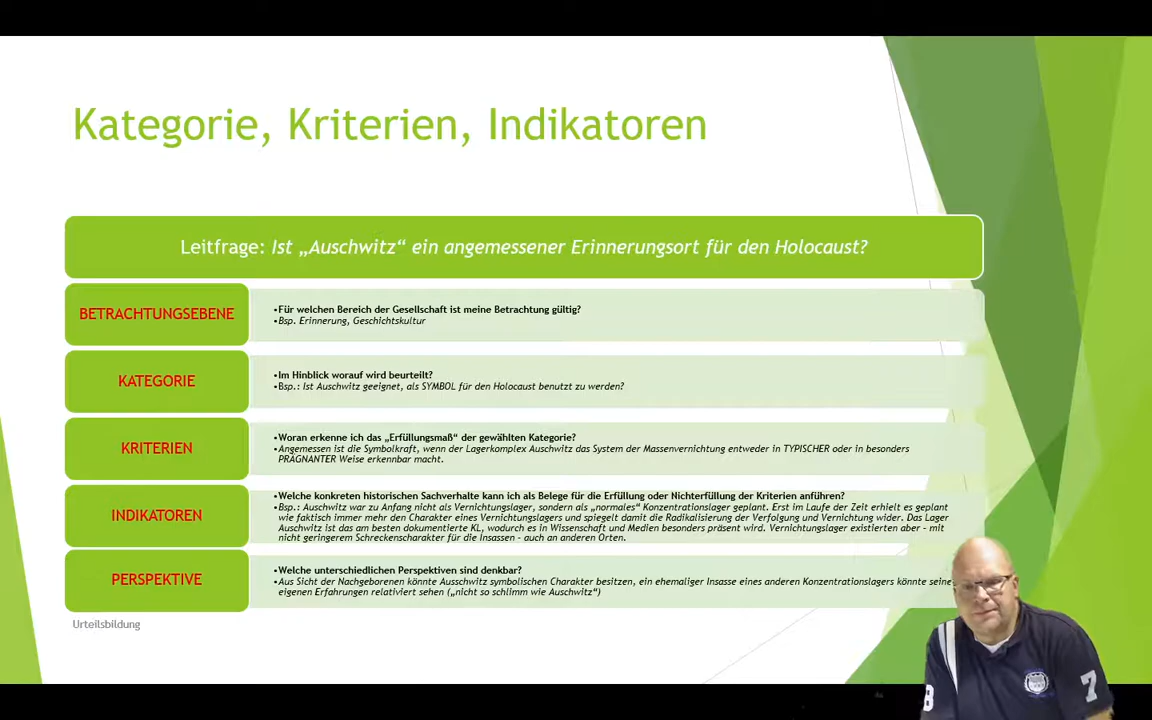 Kategorie, Kriterien, Indikatoren
Leitfrage: Ist „Auschwitz“ ein angemessener Erinnerungsort für den Holocaust?
BETRACHTUNGSEBENE
•Für welchen Bereich der Gesellschaft ist meine Betrachtung gültig?
•Bsp. Erinnerung, Geschichtskultur
KATEGORIE
•Im Hinblick worauf wird beurteilt?
•Bsp.: Ist Auschwitz geeignet, als SYMBOL für den Holocaust benutzt zu werden?
KRITERIEN
•Woran erkenne ich das „Erfüllungsmaß“ der gewählten Kategorie?
•Angemessen ist die Symbolkraft, wenn der Lagerkomplex Auschwitz das System der Massenvernichtung entweder in TYPISCHER oder in besonders
PRÄGNANTER Weise erkennbar macht.
INDIKATOREN
•Welche konkreten historischen Sachverhalte kann ich als Belege für die Erfüllung oder Nichterfüllung der Kriterien anführen?
•Bsp.: Auschwitz war zu Anfang nicht als Vernichtungslager, sondern als „normales“ Konzentrationslager geplant. Erst im Laufe der Zeit erhielt es geplant
wie faktisch immer mehr den Charakter eines Vernichtungslagers und spiegelt damit die Radikalisierung der Verfolgung und Vernichtung wider. Das Lager
Auschwitz ist das am besten dokumentierte KL, wodurch es in Wissenschaft und Medien besonders präsent wird. Vernichtungslager existierten aber – mit
nicht geringerem Schreckenscharakter für die Insassen – auch an anderen Orten.
PERSPEKTIVE
•Welche unterschiedlichen Perspektiven sind denkbar?
•Aus Sicht der Nachgeborenen könnte Ausschwitz symbolischen Charakter besitzen, ein ehemaliger Insasse eines anderen Konzentrationslagers könnte seine
eigenen Erfahrungen relativiert sehen („nicht so schlimm wie Auschwitz“)
Urteilsbildung
8
7